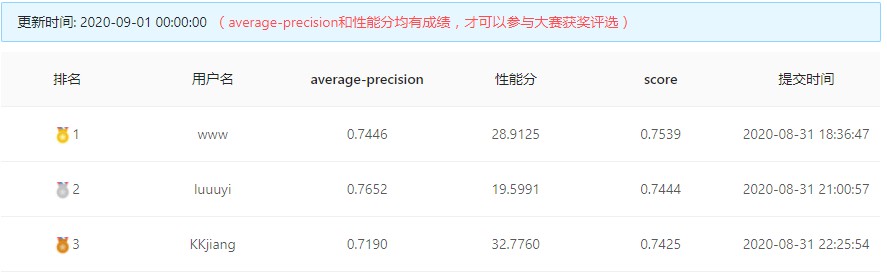 更新时间: 2020-09-01 00:00:00 （average-precision和性能分均有成绩，才可以参与大赛获奖评选）
排名 用户名 average-precision 性能分 score 提交时间
1 www 0.7446 28.9125 0.7539 2020-08-31 18:36:47
2 luuuyi 0.7652 19.5991 0.7444 2020-08-31 21:00:57
3 KKjiang 0.7190 32.7760 0.7425 2020-08-31 22:25:54